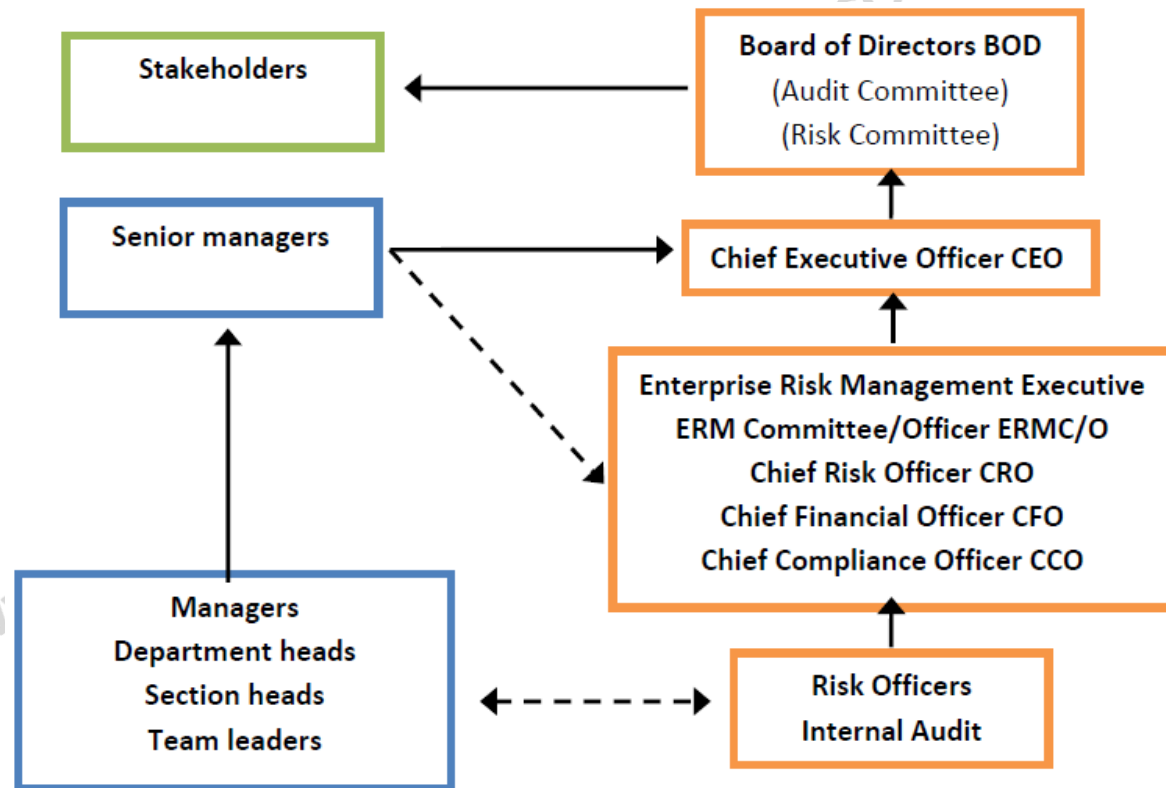 Stakeholders
Board of Directors BOD
(Audit Committee)
(Risk Committee)
Senior managers
Chief Executive Officer CEO
Enterprise Risk Management Executive
ERM Committee/Officer ERMC/O
Chief Risk Officer CRO
Chief Financial Officer CFO
Chief Compliance Officer CCO
Managers
Department heads
Section heads
Team leaders
Risk Officers
Internal Audit